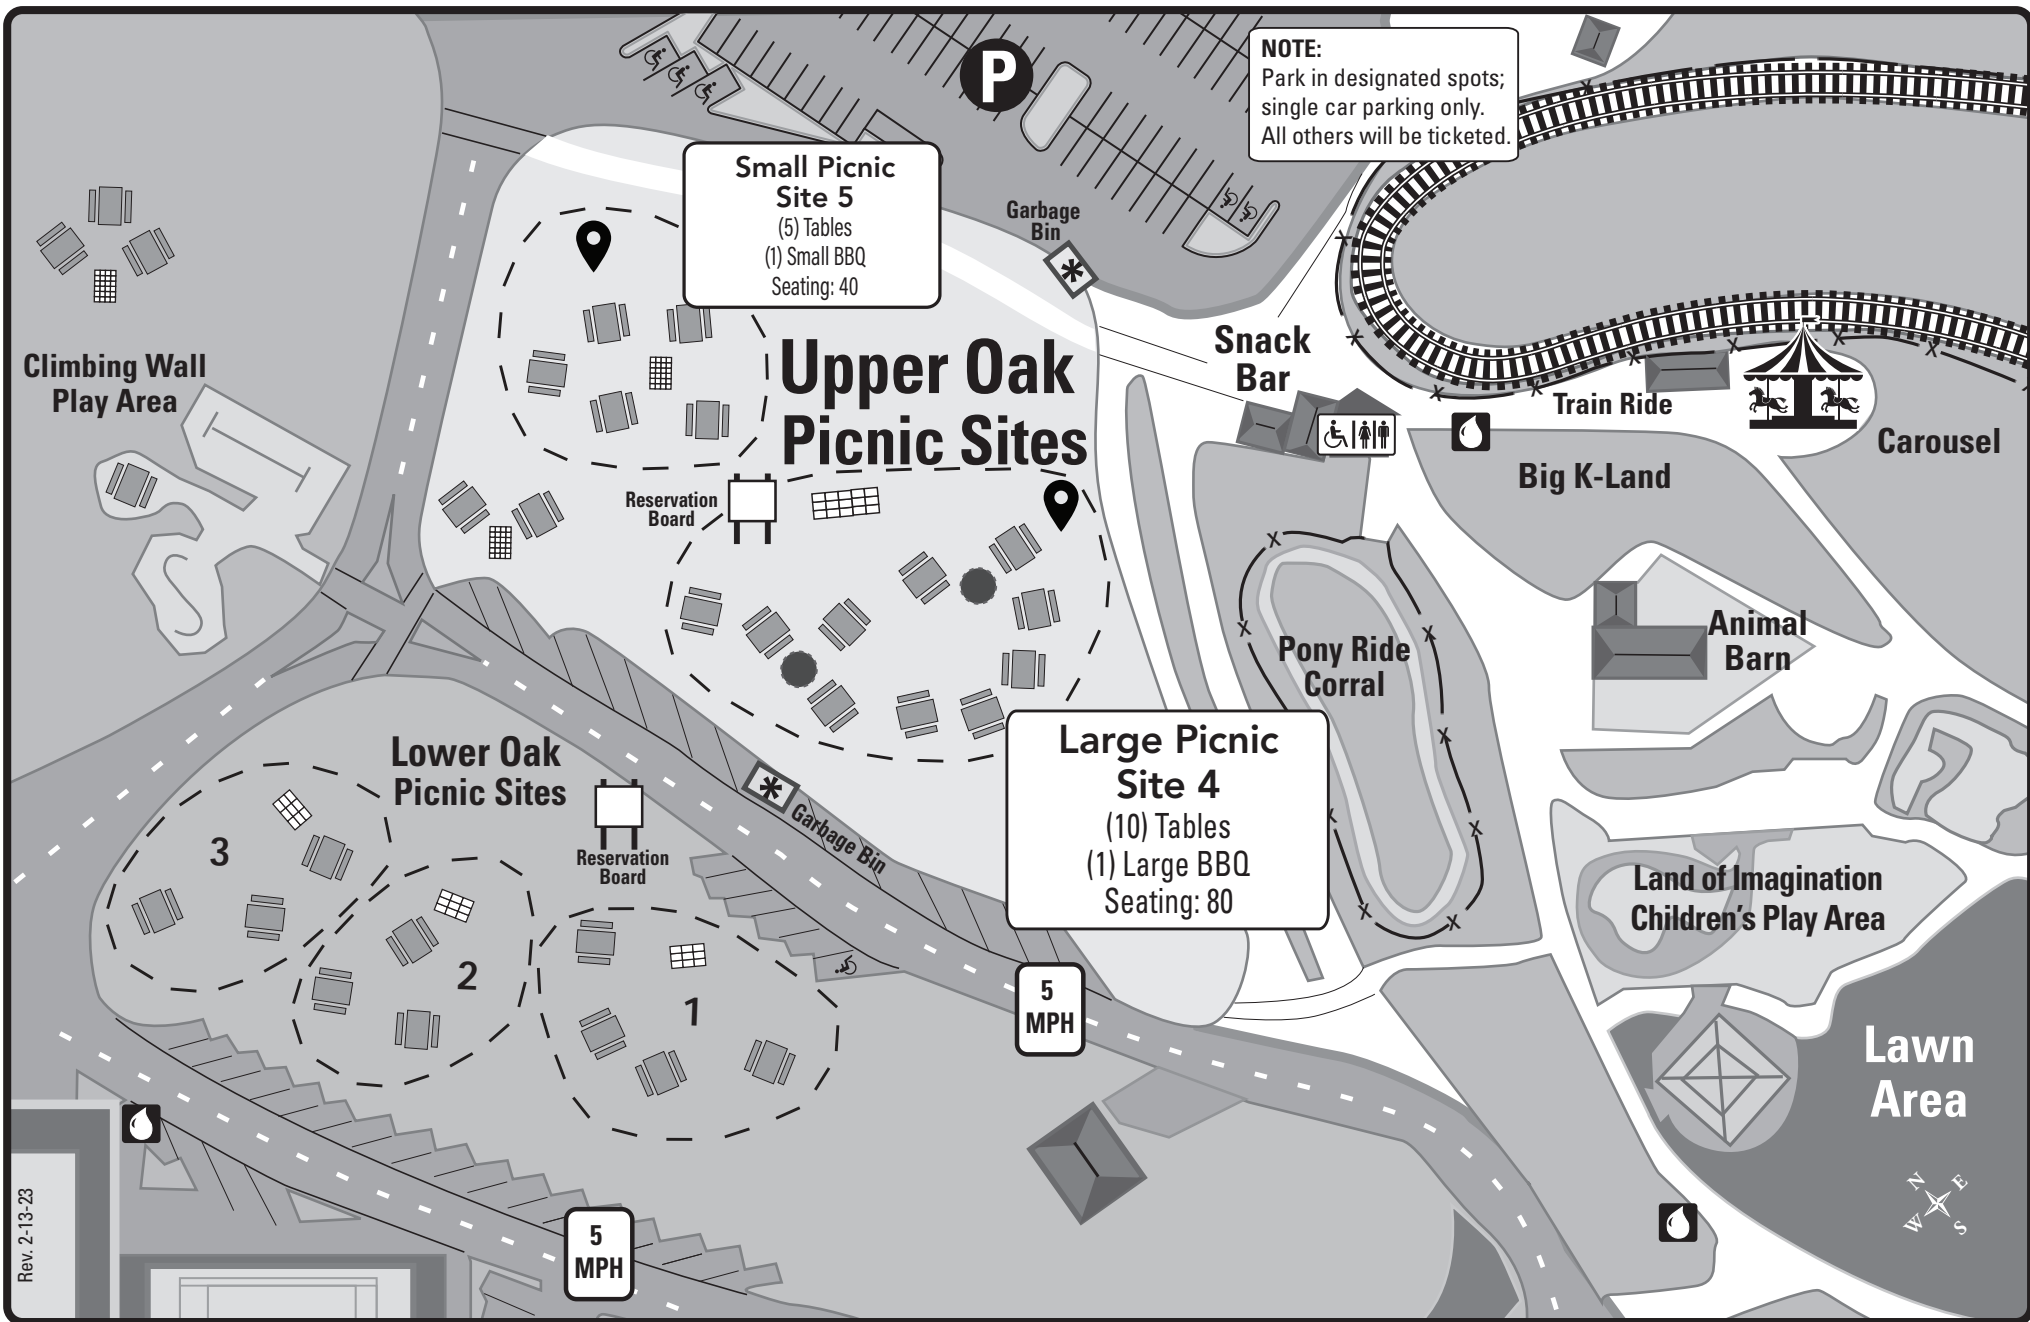 P
NOTE:
Park in designated spots;
single car parking only.
All others will be ticketed.
Small Picnic
Site 5
(5) Tables
(1) Small BBQ
Seating: 40
Garbage
Bin
*
Climbing Wall
Play Area
Upper Oak
Picnic Sites
Snack
Bar
Train Ride
Carousel
Big K-Land
Reservation
Board
Animal
Barn
Pony Ride
Corral
Large Picnic
Site 4
(10) Tables
(1) Large BBQ
Seating: 80
Lower Oak
Picnic Sites
*
Garbage Bin
Reservation
Board
3
2
1
Land of Imagination
Children's Play Area
5
MPH
Lawn
Area
N
E
W
S
5
MPH
Rev. 2-13-23